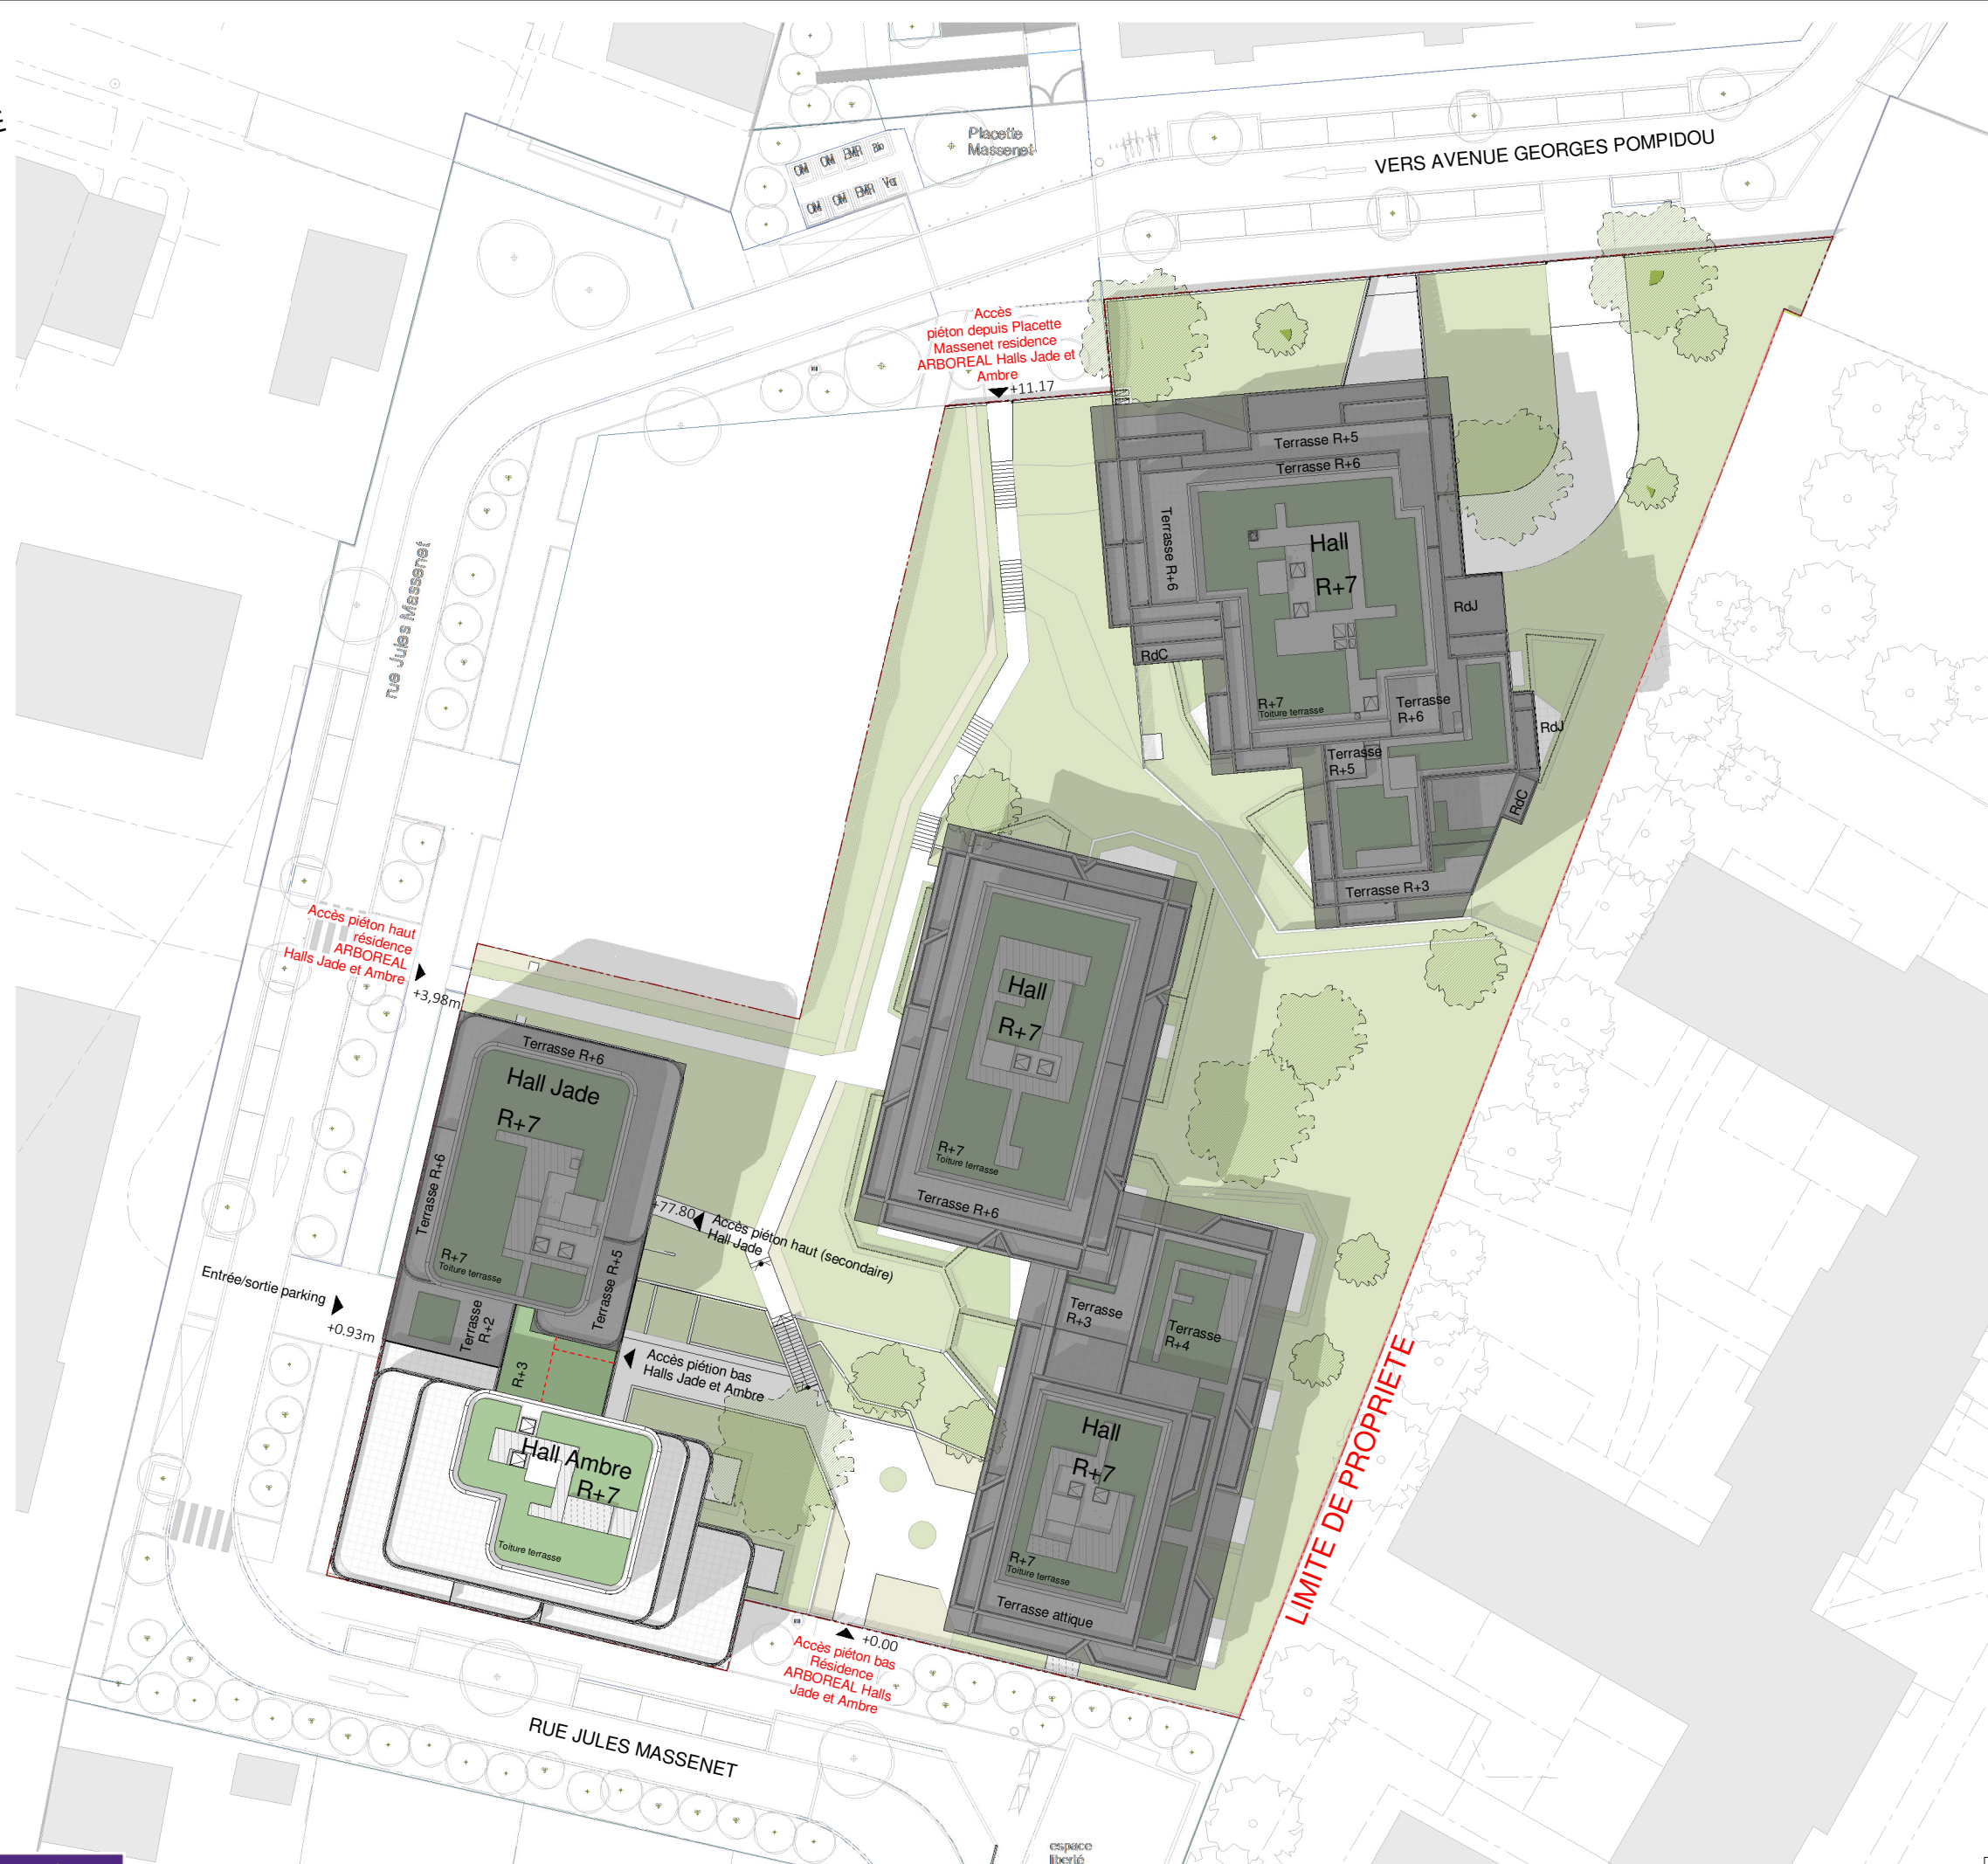 Placette
Massenet
OM OM EMR Bio
OM OM EMR Ver
VERS AVENUE GEORGES POMPIDOU
Accès
piéton depuis Placette
Massenet residence
ARBOREAL Halls Jade et
Ambre
+11.17
Terrasse R+5
Terrasse R+6
Terrasse R+6
Hall
R+7
RdJ
RdC
R+7
Toiture terrasse
Terrasse
R+6
RdJ
Terrasse
R+5
RdC
Terrasse R+3
rue Jules Massenet
Accès piéton haut
résidence
ARBOREAL
Halls Jade et Ambre
+3,98m
Hall
R+7
R+7
Toiture terrasse
Terrasse R+6
Terrasse R+6
Hall Jade
R+7
Terrasse R+6
R+7
Toiture terrasse
Terrasse R+5
Terrasse
R+2
R+3
+77.80
Accès piéton haut (secondaire)
Hall Jade
Entrée/sortie parking
+0.93m
Accès piétion bas
Halls Jade et Ambre
Terrasse
R+3
Terrasse
R+4
Hall
R+7
R+7
Toiture terrasse
Terrasse attique
Hall Ambre
R+7
Toiture terrasse
LIMITE DE PROPRIETE
+0.00
Accès piéton bas
Résidence
ARBOREAL Halls
Jade et Ambre
RUE JULES MASSENET
espace
liberté